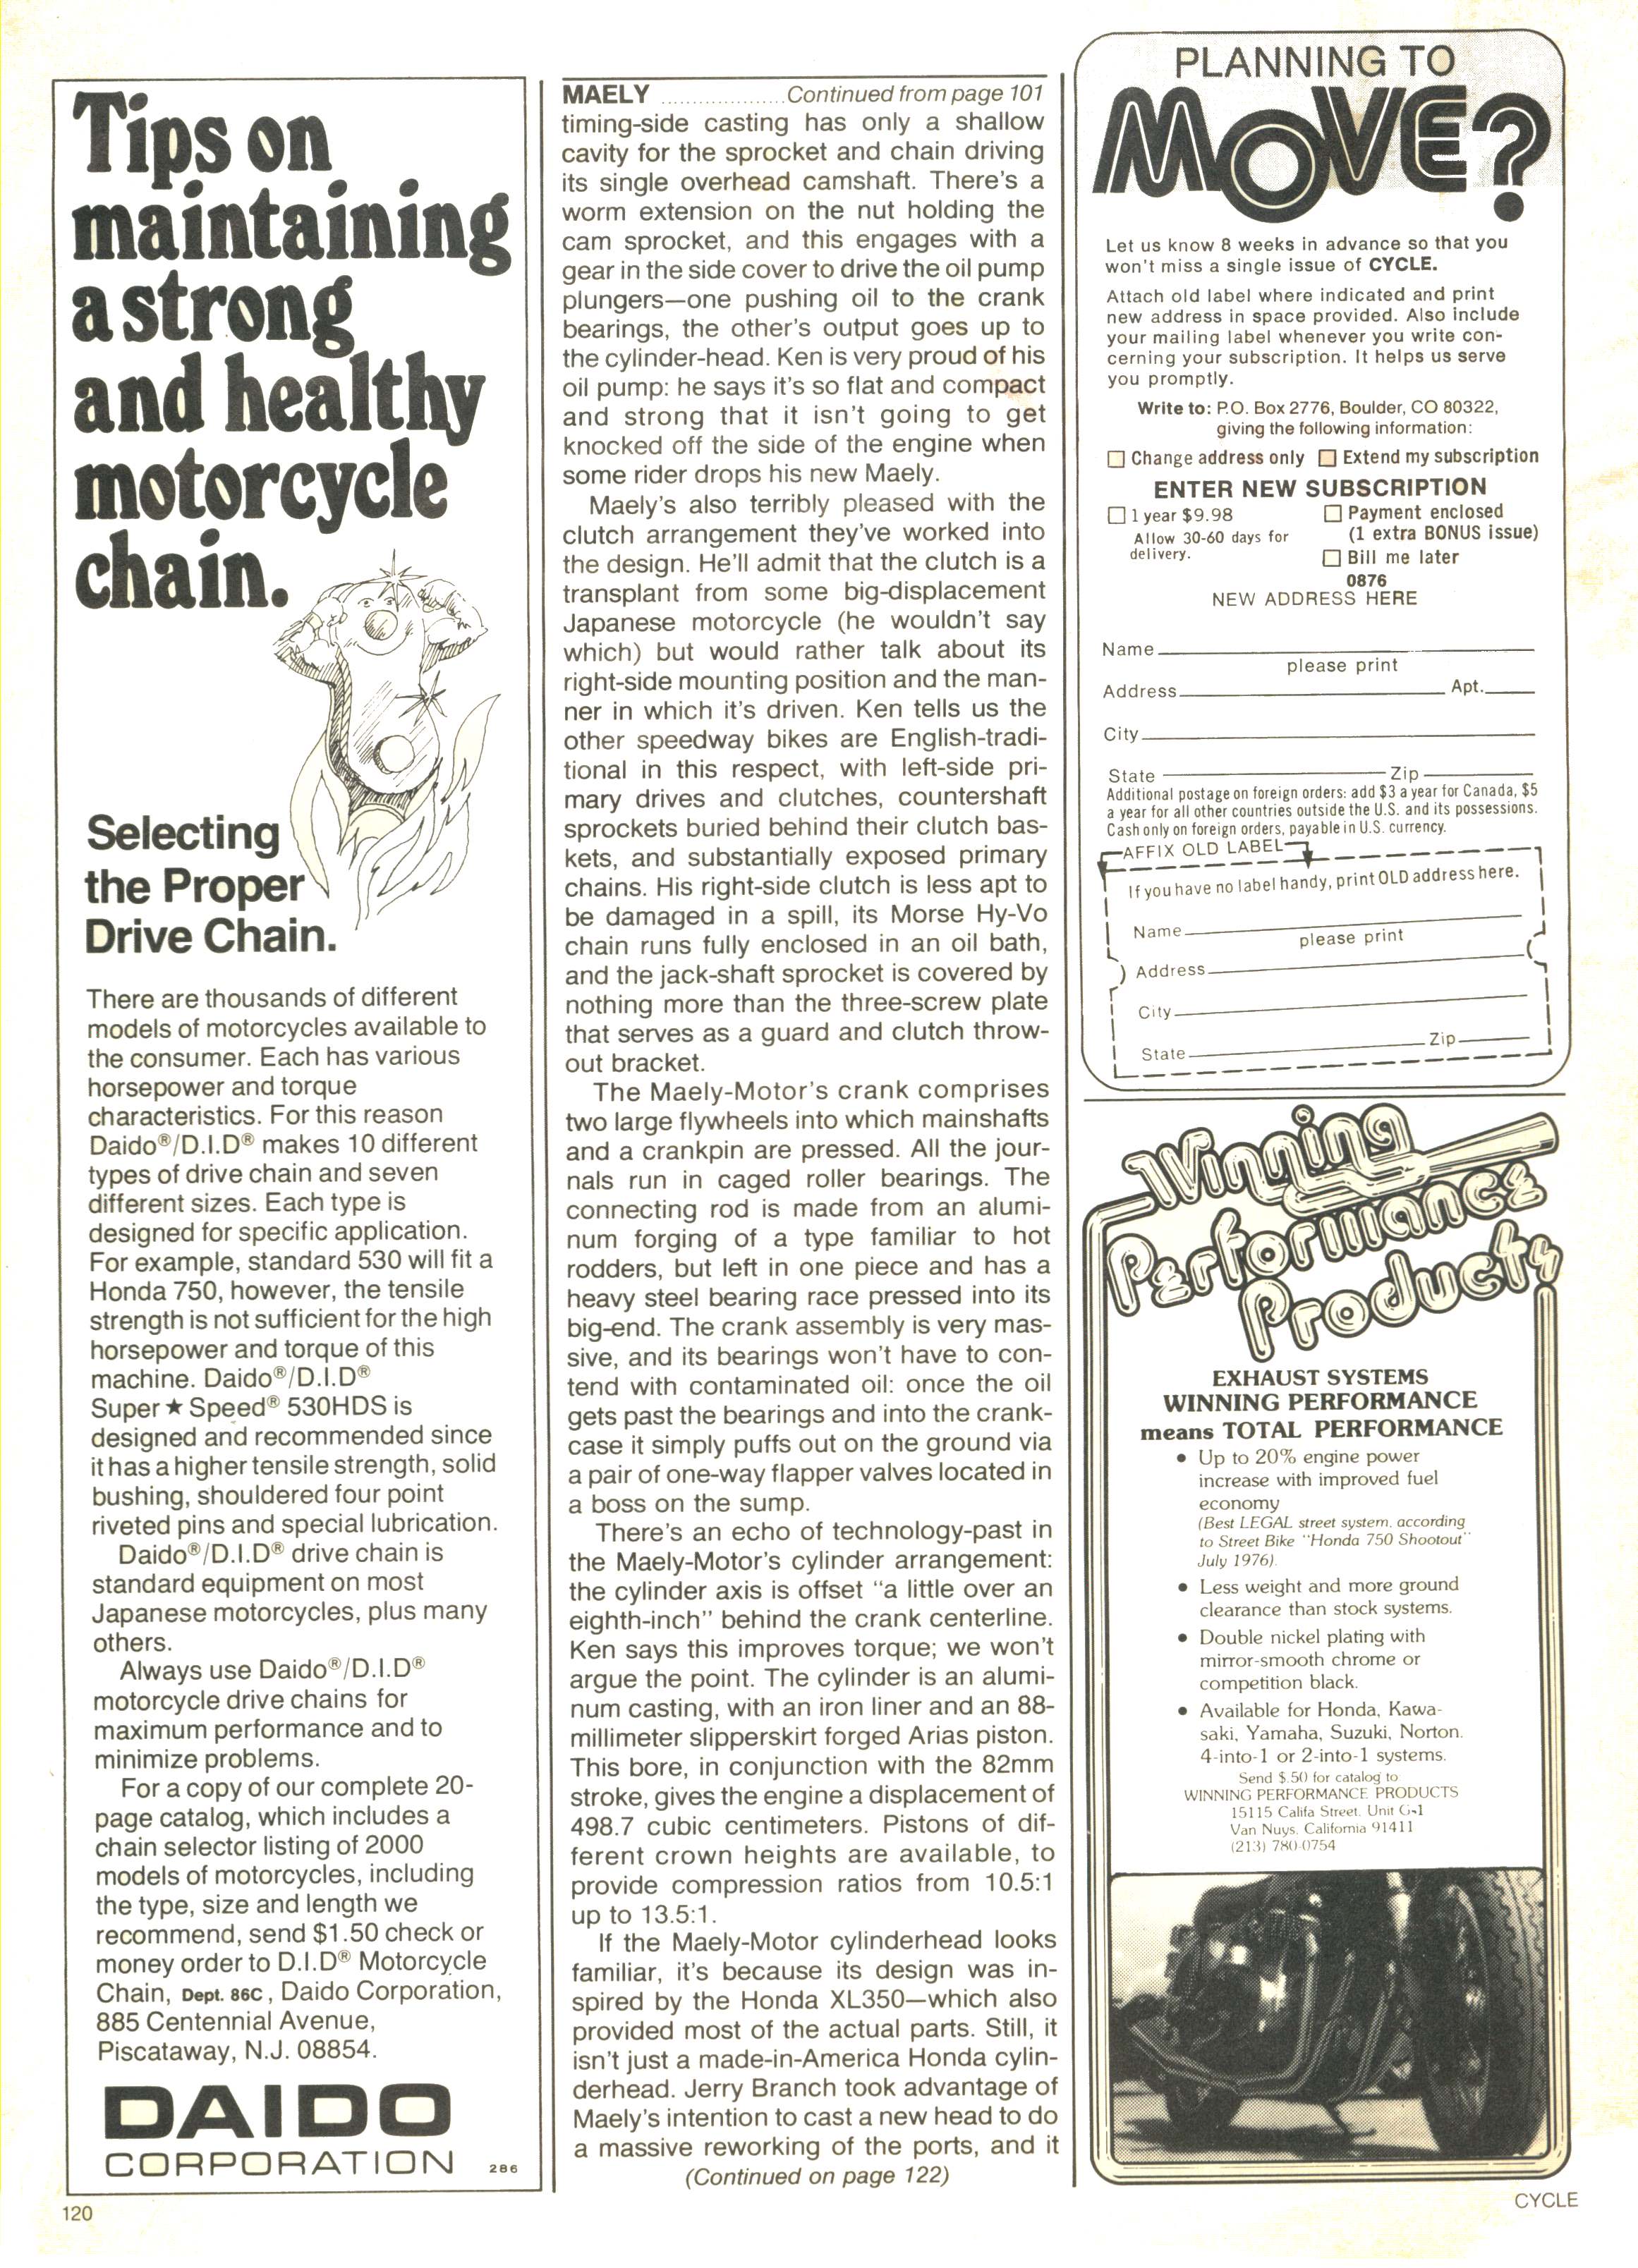 Tips on
maintaining
a strong
and healthy
motorcycle
chain.
Selecting
the Proper
Drive Chain.
There are thousands of different
models of motorcycles available to
the consumer. Each has various
horsepower and torque
characteristics. For this reason
Daido®/D.I.D® makes 10 different
types of drive chain and seven
different sizes. Each type is
designed for specific application.
For example, standard 530 will fit a
Honda 750, however, the tensile
strength is not sufficient for the high
horsepower and torque of this
machine. Daido®/D.I.D®
Super ★ Speed® 530HDS is
designed and recommended since
it has a higher tensile strength, solid
bushing, shouldered four point
riveted pins and special lubrication.
Daido®/D.I.D® drive chain is
standard equipment on most
Japanese motorcycles, plus many
others.
Always use Daido®/D.I.D®
motorcycle drive chains for
maximum performance and to
minimize problems.
For a copy of our complete 20-
page catalog, which includes a
chain selector listing of 2000
models of motorcycles, including
the type, size and length we
recommend, send $1.50 check or
money order to D.I.D® Motorcycle
Chain, Dept. 86C, Daido Corporation,
885 Centennial Avenue,
Piscataway, N.J. 08854.
DAIDO
CORPORATION 286
120
MAELY ....................Continued from page 101
timing-side casting has only a shallow
cavity for the sprocket and chain driving
its single overhead camshaft. There's a
worm extension on the nut holding the
cam sprocket, and this engages with a
gear in the side cover to drive the oil pump
plungers—one pushing oil to the crank
bearings, the other's output goes up to
the cylinder-head. Ken is very proud of his
oil pump: he says it's so flat and compact
and strong that it isn't going to get
knocked off the side of the engine when
some rider drops his new Maely.
Maely's also terribly pleased with the
clutch arrangement they've worked into
the design. He'll admit that the clutch is a
transplant from some big-displacement
Japanese motorcycle (he wouldn't say
which) but would rather talk about its
right-side mounting position and the man-
ner in which it's driven. Ken tells us the
other speedway bikes are English-tradi-
tional in this respect, with left-side pri-
mary drives and clutches, countershaft
sprockets buried behind their clutch bas-
kets, and substantially exposed primary
chains. His right-side clutch is less apt to
be damaged in a spill, its Morse Hy-Vo
chain runs fully enclosed in an oil bath,
and the jack-shaft sprocket is covered by
nothing more than the three-screw plate
that serves as a guard and clutch throw-
out bracket.
The Maely-Motor's crank comprises
two large flywheels into which mainshafts
and a crankpin are pressed. All the jour-
nals run in caged roller bearings. The
connecting rod is made from an alumi-
num forging of a type familiar to hot
rodders, but left in one piece and has a
heavy steel bearing race pressed into its
big-end. The crank assembly is very mas-
sive, and its bearings won't have to con-
tend with contaminated oil: once the oil
gets past the bearings and into the crank-
case it simply puffs out on the ground via
a pair of one-way flapper valves located in
a boss on the sump.
There's an echo of technology-past in
the Maely-Motor's cylinder arrangement:
the cylinder axis is offset "a little over an
eighth-inch" behind the crank centerline.
Ken says this improves torque; we won't
argue the point. The cylinder is an alumi-
num casting, with an iron liner and an 88-
millimeter slipperskirt forged Arias piston.
This bore, in conjunction with the 82mm
stroke, gives the engine a displacement of
498.7 cubic centimeters. Pistons of dif-
ferent crown heights are available, to
provide compression ratios from 10.5:1
up to 13.5:1.
If the Maely-Motor cylinderhead looks
familiar, it's because its design was in-
spired by the Honda XL350—which also
provided most of the actual parts. Still, it
isn't just a made-in-America Honda cylin-
derhead. Jerry Branch took advantage of
Maely's intention to cast a new head to do
a massive reworking of the ports, and it
(Continued on page 122)
PLANNING TO
MOVE?
Let us know 8 weeks in advance so that you
won't miss a single issue of CYCLE.
Attach old label where indicated and print
new address in space provided. Also include
your mailing label whenever you write con-
cerning your subscription. It helps us serve
you promptly.
Write to: P.O. Box 2776, Boulder, CO 80322,
giving the following information:
☐ Change address only ☐ Extend my subscription
ENTER NEW SUBSCRIPTION
☐ 1 year $9.98 ☐ Payment enclosed
Allow 30-60 days for (1 extra BONUS issue)
delivery. ☐ Bill me later
0876
NEW ADDRESS HERE
Name
please print
Address Apt.
City
State Zip
Additional postage on foreign orders: add $3 a year for Canada, $5
a year for all other countries outside the U.S. and its possessions.
Cash only on foreign orders, payable in U.S. currency.
AFFIX OLD LABEL
If you have no label handy, print OLD address here.
Name
please print
Address
City
State Zip
Winning
Performance
Products
EXHAUST SYSTEMS
WINNING PERFORMANCE
means TOTAL PERFORMANCE
• Up to 20% engine power
increase with improved fuel
economy
(Best LEGAL street system, according
to Street Bike "Honda 750 Shootout"
July 1976).
• Less weight and more ground
clearance than stock systems.
• Double nickel plating with
mirror-smooth chrome or
competition black.
• Available for Honda, Kawa-
saki, Yamaha, Suzuki, Norton.
4-into-1 or 2-into-1 systems.
Send $.50 for catalog to
WINNING PERFORMANCE PRODUCTS
15115 Califa Street, Unit G-1
Van Nuys, California 91411
(213) 780-0754
CYCLE